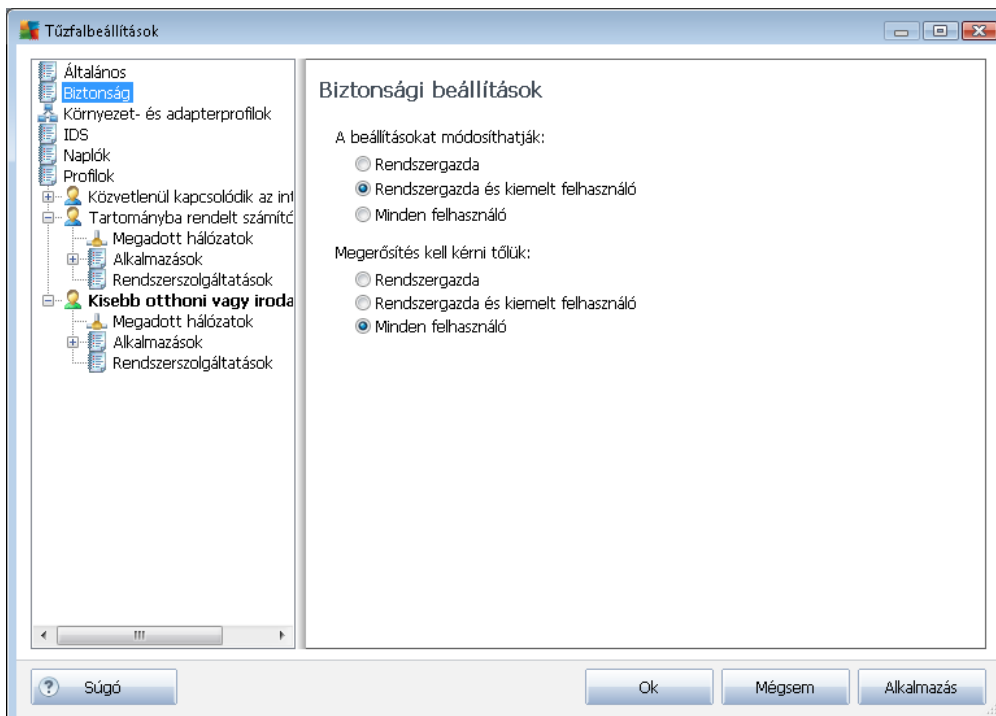 Tűzfalbeállítások
Általános
Biztonság
Környezet- és adapterprofilok
IDS
Naplók
Profilok
Közvetlenül kapcsolódik az int
Tartományba rendelt számító
Megadott hálózatok
Alkalmazások
Rendszerszolgáltatások
Kisebb otthoni vagy iroda
Megadott hálózatok
Alkalmazások
Rendszerszolgáltatások
Biztonsági beállítások
A beállításokat módosíthatják:
Rendszergazda
Rendszergazda és kiemelt felhasználó
Minden felhasználó
Megerősítés kell kérni tőlük:
Rendszergazda
Rendszergazda és kiemelt felhasználó
Minden felhasználó
Súgó
Ok
Mégsem
Alkalmazás